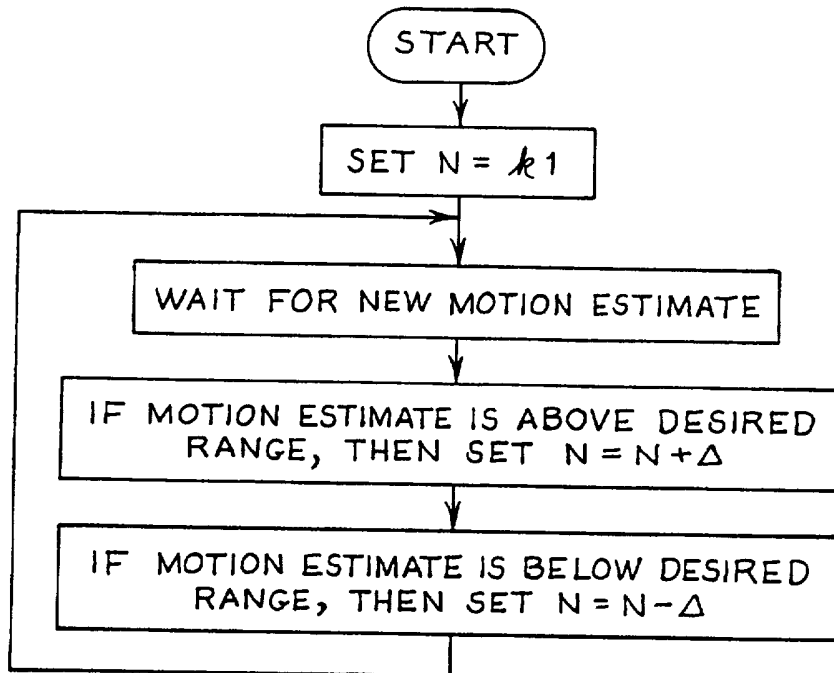 START
SET N = k1
WAIT FOR NEW MOTION ESTIMATE
IF MOTION ESTIMATE IS ABOVE DESIRED
RANGE, THEN SET N = N + Δ
IF MOTION ESTIMATE IS BELOW DESIRED
RANGE, THEN SET N = N - Δ